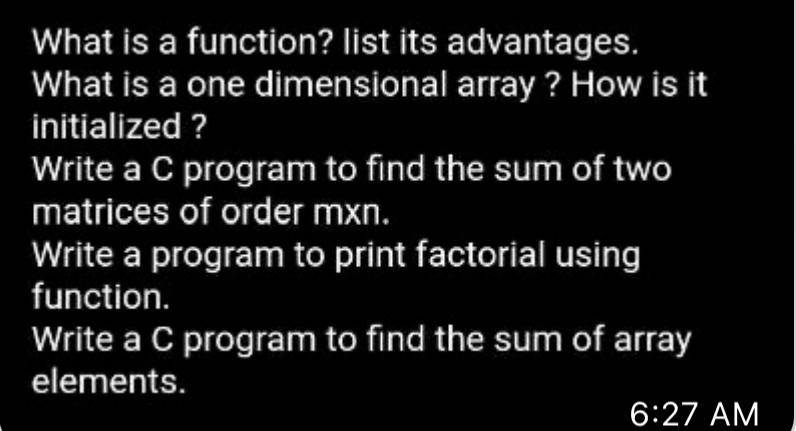 What is a function? list its advantages.
What is a one dimensional array ? How is it
initialized ?
Write a C program to find the sum of two
matrices of order mxn.
Write a program to print factorial using
function.
Write a C program to find the sum of array
elements.
6:27 AM